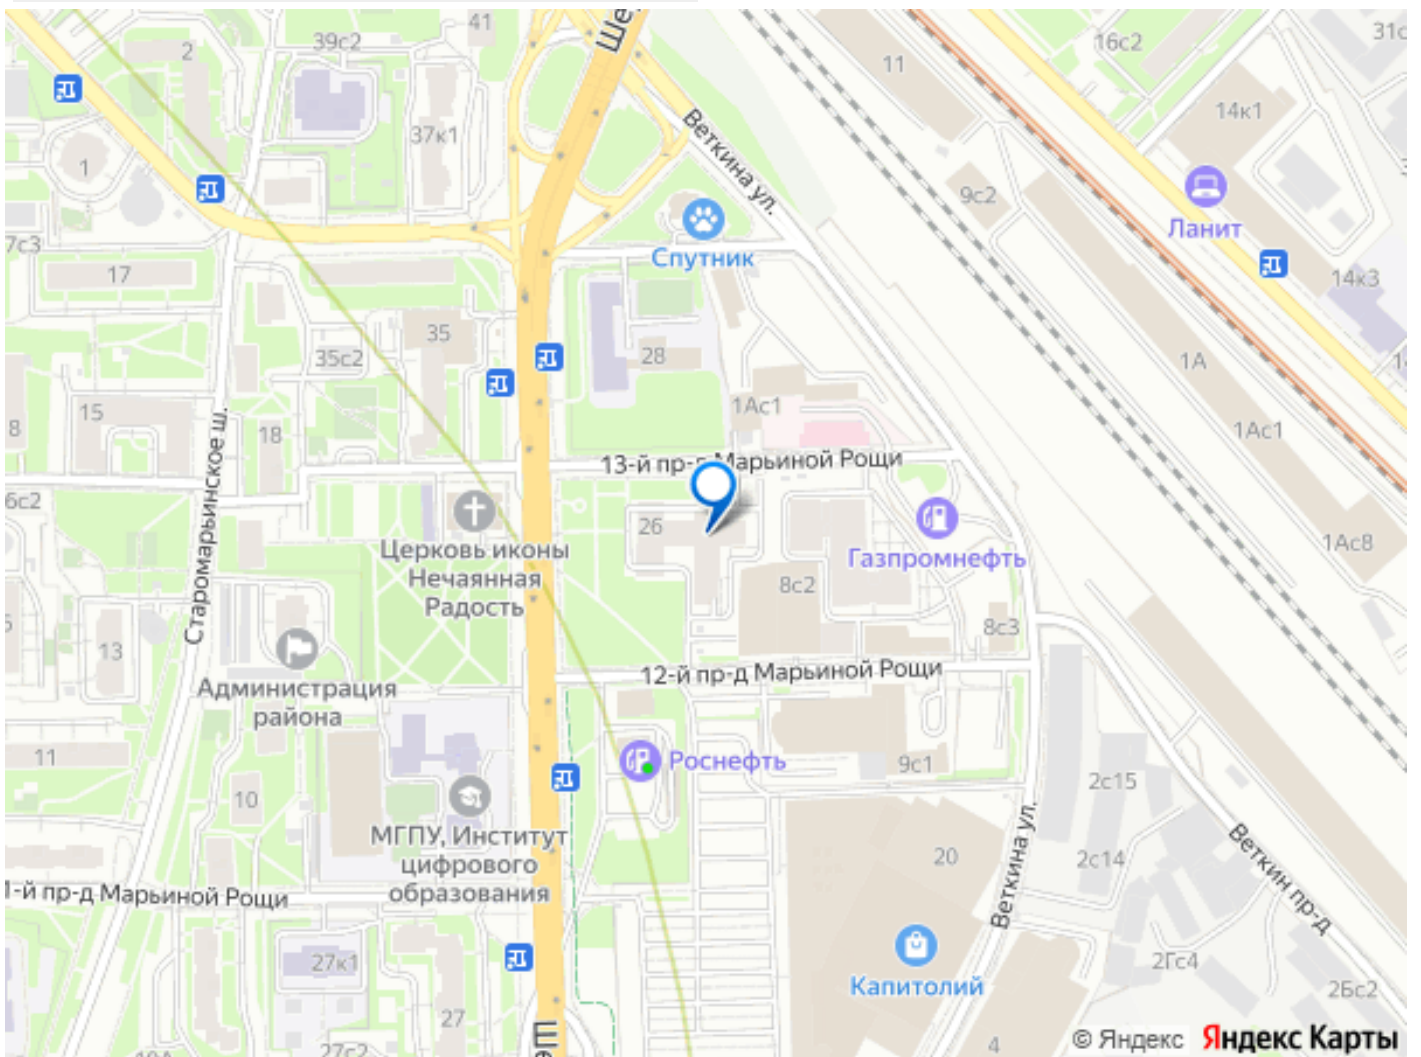 41
39с2
2
Ше
16с2
31с
11
14к1
37к1
1
Веткина ул.
9с2
Ланит
7с3
Спутник
17
14к3
35
35с2
28
1А
14
15
8
18
1Ас1
1Ас1
13-й пр-д Марьиной Рощи
6с2
Старомарьинское ш.
26
Церковь иконы
Нечаянная
Радость
Газпромнефть
1Ас8
8с2
8с3
13
Администрация
района
12-й пр-д Марьиной Рощи
11
Роснефть
9с1
2с15
10
МГПУ, Институт
цифрового
образования
20
2с14
Веткина ул.
Веткин пр-д
1-й пр-д Марьиной Рощи
27к1
Капитолий
2Гс4
2Бс2
27
Ше
27с2
4
© Яндекс Яндекс Карты